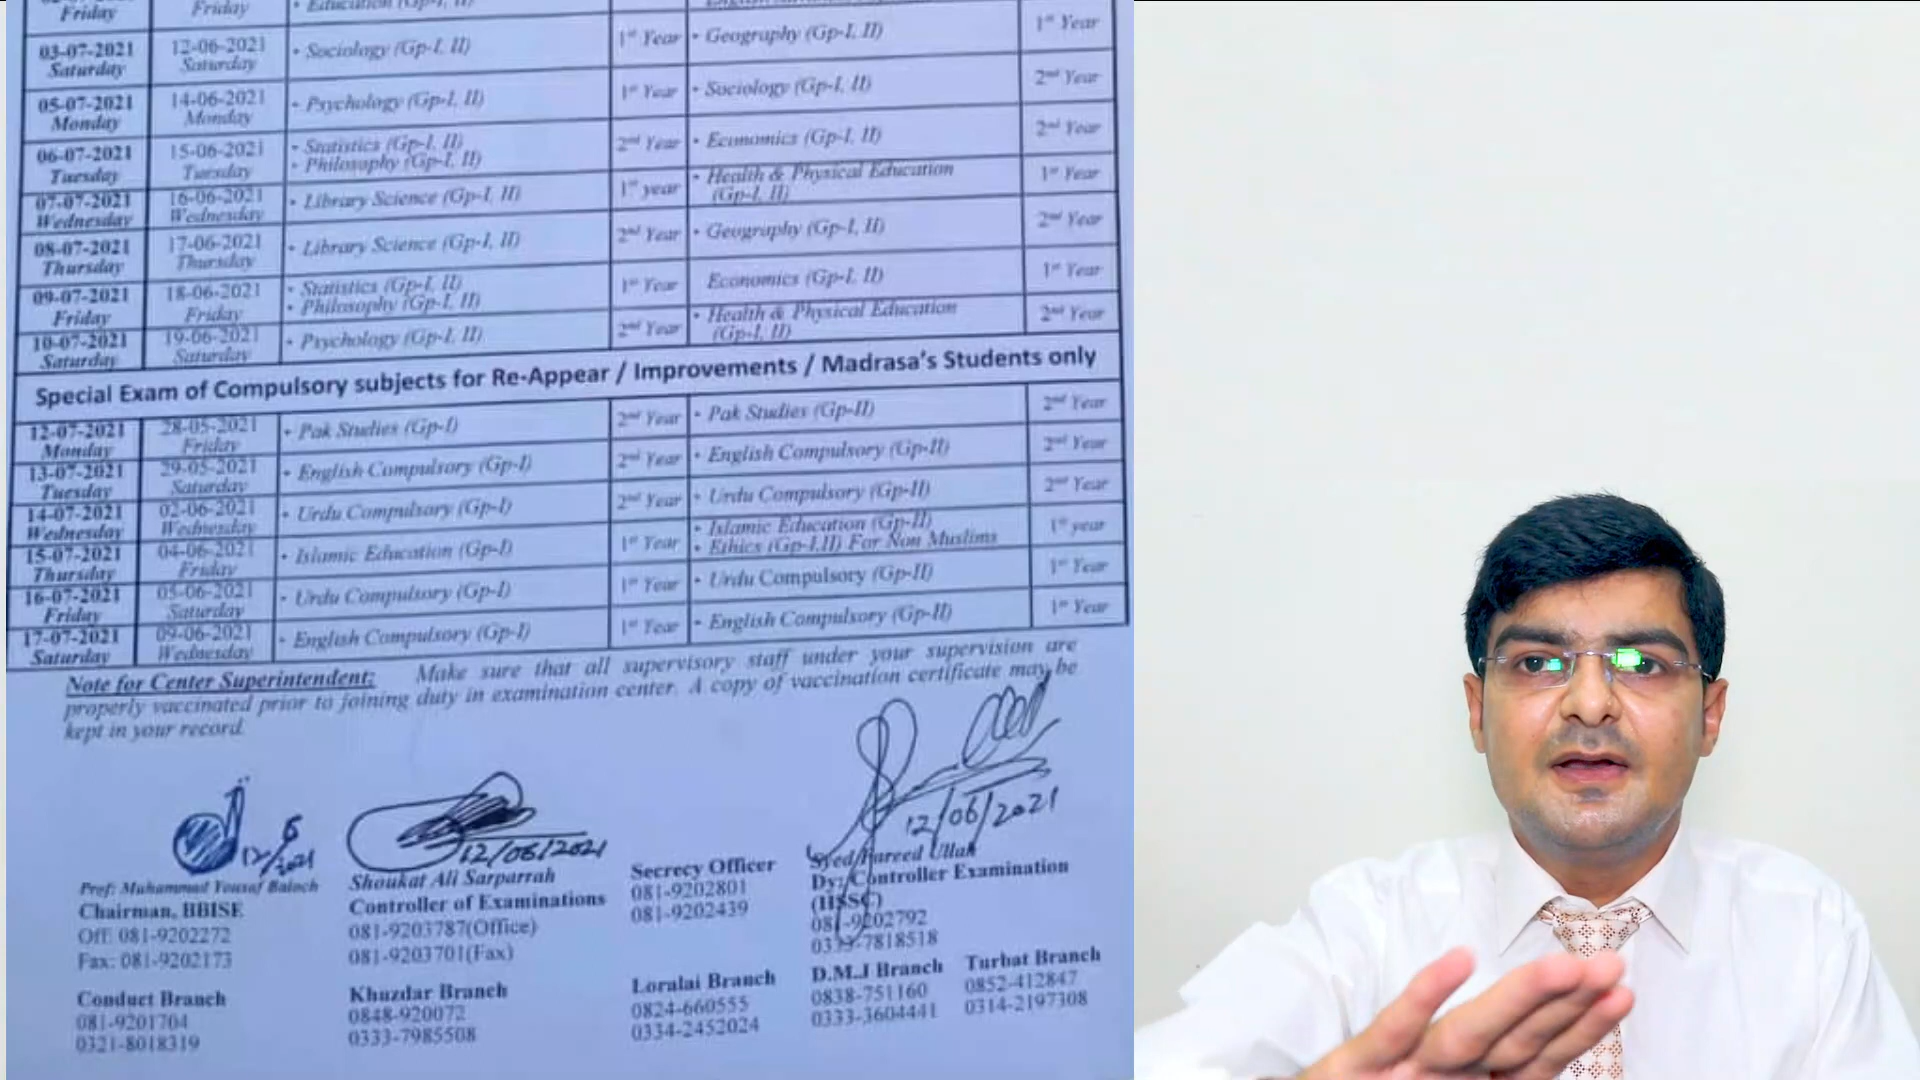 Friday Friday • Education (Gp-I, II)
03-07-2021 12-06-2021 • Sociology (Gp-I, II) 1st Year • Geography (Gp-I, II) 1st Year
Saturday Saturday
05-07-2021 14-06-2021 • Psychology (Gp-I, II) 1st Year • Sociology (Gp-I, II) 2nd Year
Monday Monday
06-07-2021 15-06-2021 • Statistics (Gp-I, II) 2nd Year • Economics (Gp-I, II) 2nd Year
Tuesday Tuesday • Philosophy (Gp-I, II)
07-07-2021 16-06-2021 • Library Science (Gp-I, II) 1st year • Health & Physical Education 1st Year
Wednesday Wednesday (Gp-I, II)
08-07-2021 17-06-2021 • Library Science (Gp-I, II) 2nd Year • Geography (Gp-I, II) 2nd Year
Thursday Thursday
09-07-2021 18-06-2021 • Statistics (Gp-I, II) 1st Year Economics (Gp-I, II) 1st Year
Friday Friday • Philosophy (Gp-I, II)
10-07-2021 19-06-2021 • Psychology (Gp-I, II) 2nd Year • Health & Physical Education 2nd Year
Saturday Saturday (Gp-I, II)
Special Exam of Compulsory subjects for Re-Appear / Improvements / Madrasa's Students only
12-07-2021 28-05-2021 • Pak Studies (Gp-I) 2nd Year • Pak Studies (Gp-II) 2nd Year
Monday Friday
13-07-2021 29-05-2021 • English Compulsory (Gp-I) 2nd Year • English Compulsory (Gp-II) 2nd Year
Tuesday Saturday
14-07-2021 02-06-2021 • Urdu Compulsory (Gp-I) 2nd Year • Urdu Compulsory (Gp-II) 2nd Year
Wednesday Wednesday
15-07-2021 04-06-2021 • Islamic Education (Gp-I) 1st Year • Islamic Education (Gp-II) 1st year
Thursday Friday • Ethics (Gp-I,II) For Non Muslims
16-07-2021 05-06-2021 • Urdu Compulsory (Gp-I) 1st Year • Urdu Compulsory (Gp-II) 1st Year
Friday Saturday
17-07-2021 09-06-2021 • English Compulsory (Gp-I) 1st Year • English Compulsory (Gp-II) 1st Year
Saturday Wednesday
Note for Center Superintendent: Make sure that all supervisory staff under your supervision are
properly vaccinated prior to joining duty in examination center. A copy of vaccination certificate may be
kept in your record.
12/6/2021
12/06/2021
12/06/2021
Prof: Muhammad Yousaf Baloch
Chairman, BBISE
Off: 081-9202272
Fax: 081-9202173
Shoukat Ali Sarparrah
Controller of Examinations
081-9203787(Office)
081-9203701(Fax)
Secrecy Officer
081-9202801
081-9202439
Syed Fareed Ullah
Dy: Controller Examination
(HSSC)
081-9202792
0333-7818518
Conduct Branch
081-9201704
0321-8018319
Khuzdar Branch
0848-920072
0333-7985508
Loralai Branch
0824-660555
0334-2452024
D.M.J Branch
0838-751160
0333-3604441
Turbat Branch
0852-412847
0314-2197308